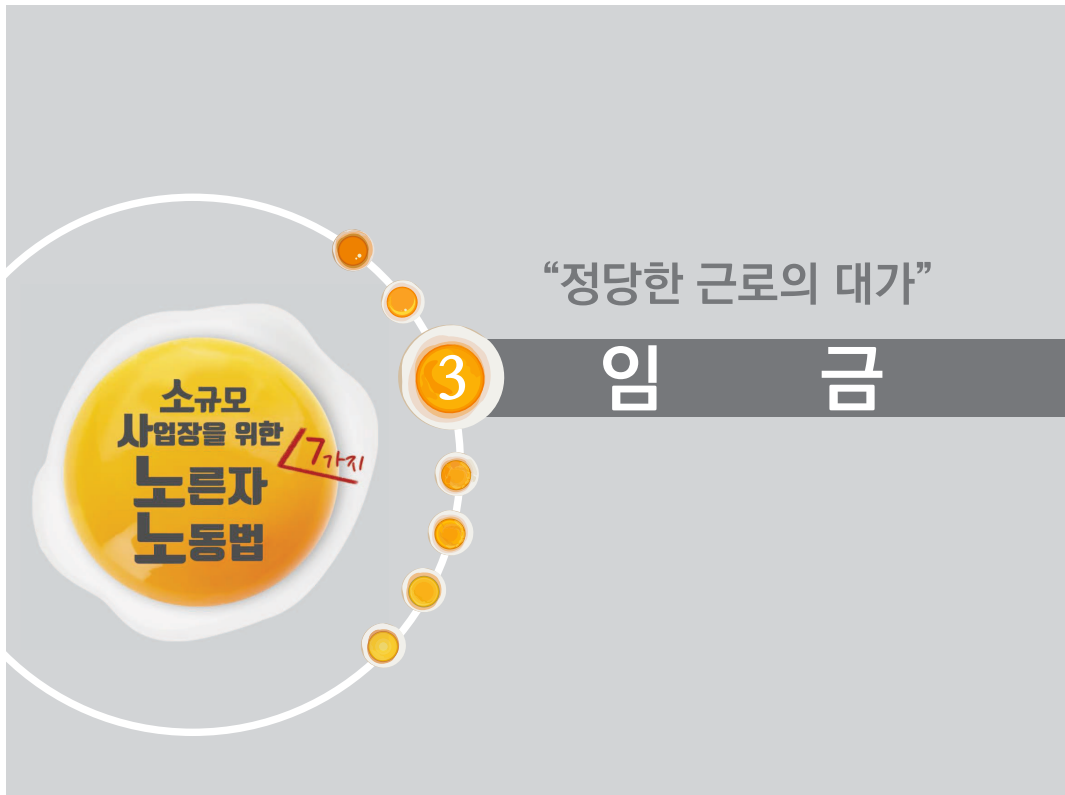 “정당한 근로의 대가”
3
임 금
소규모
사업장을 위한
7가지
노른자
노동법